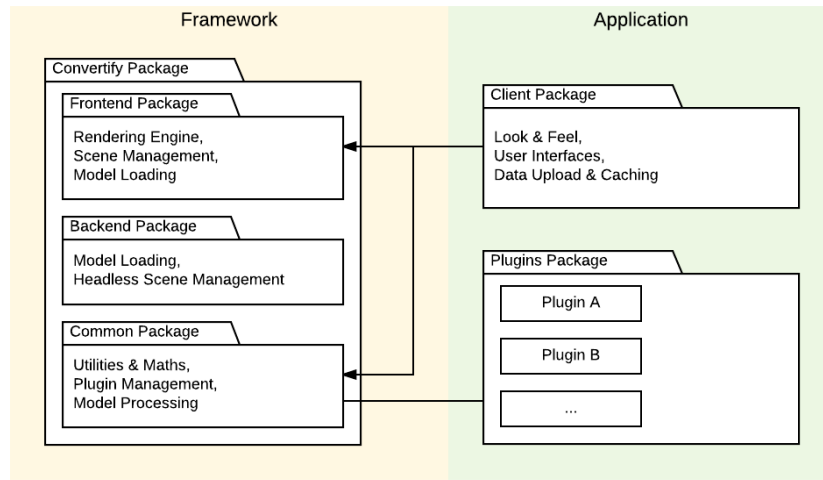 Framework
Application
Convertify Package
Frontend Package
Rendering Engine,
Scene Management,
Model Loading
Backend Package
Model Loading,
Headless Scene Management
Common Package
Utilities & Maths,
Plugin Management,
Model Processing
Client Package
Look & Feel,
User Interfaces,
Data Upload & Caching
Plugins Package
Plugin A
Plugin B
...